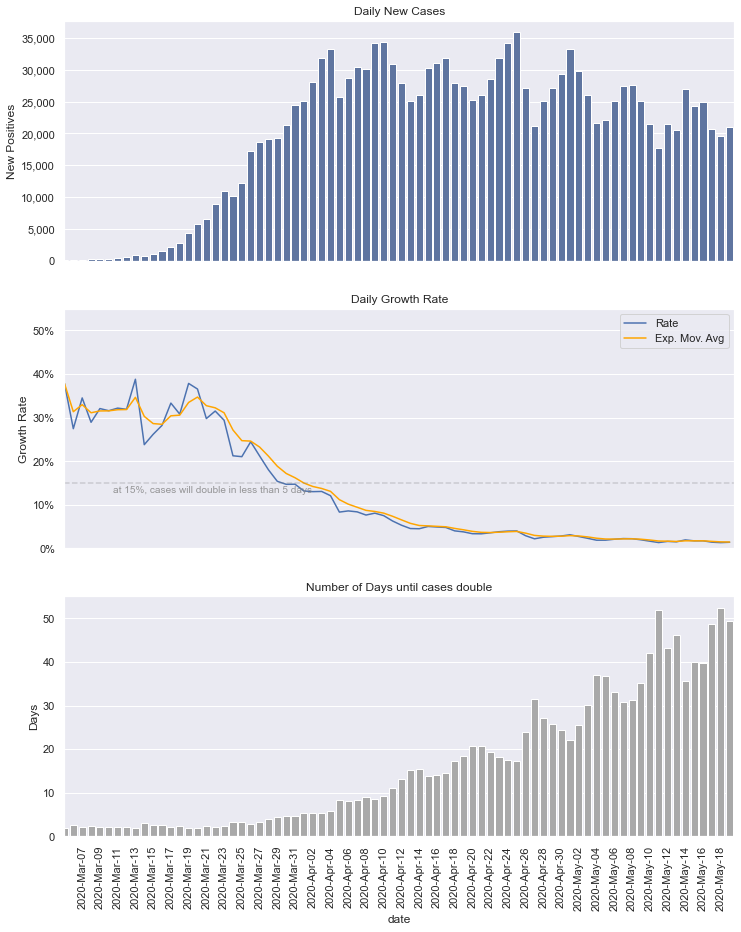 Daily New Cases
35,000
30,000
25,000
20,000
15,000
10,000
5,000
0
New Positives
Daily Growth Rate
50%
40%
30%
20%
10%
0%
Growth Rate
Rate
Exp. Mov. Avg
at 15%, cases will double in less than 5 days
Number of Days until cases double
50
40
30
20
10
0
Days
2020-Mar-07
2020-Mar-09
2020-Mar-11
2020-Mar-13
2020-Mar-15
2020-Mar-17
2020-Mar-19
2020-Mar-21
2020-Mar-23
2020-Mar-25
2020-Mar-27
2020-Mar-29
2020-Mar-31
2020-Apr-02
2020-Apr-04
2020-Apr-06
2020-Apr-08
2020-Apr-10
2020-Apr-12
2020-Apr-14
2020-Apr-16
2020-Apr-18
2020-Apr-20
2020-Apr-22
2020-Apr-24
2020-Apr-26
2020-Apr-28
2020-Apr-30
2020-May-02
2020-May-04
2020-May-06
2020-May-08
2020-May-10
2020-May-12
2020-May-14
2020-May-16
2020-May-18
date